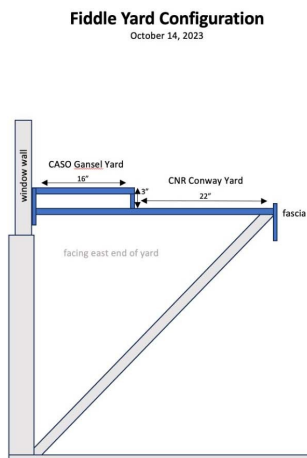 Fiddle Yard Configuration
October 14, 2023
window wall
CASO Gansel Yard
16"
3"
CNR Conway Yard
22"
fascia
facing east end of yard